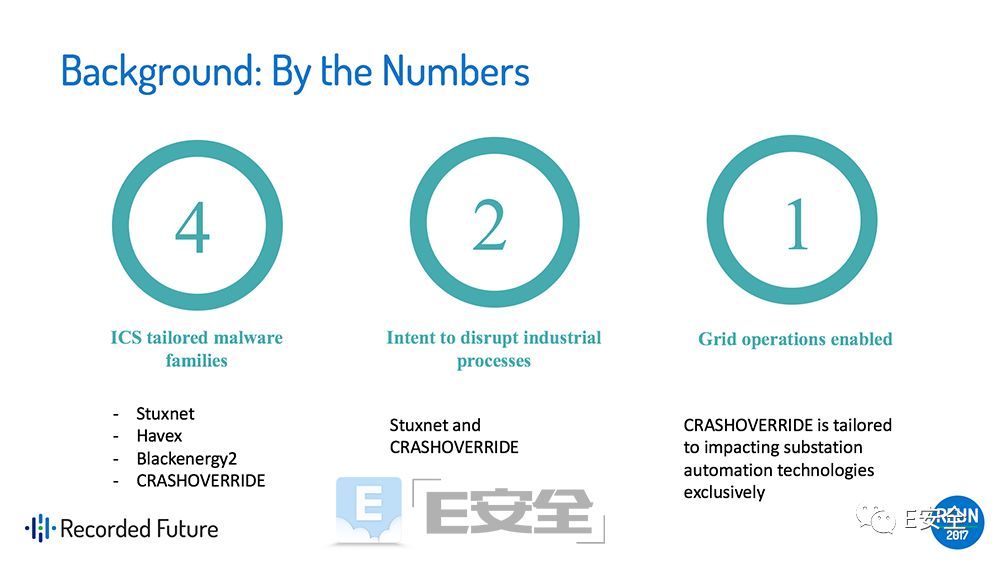 Background: By the Numbers
4
2
1
ICS tailored malware
families
Intent to disrupt industrial
processes
Grid operations enabled
- Stuxnet
- Havex
- Blackenergy2
- CRASHOVERRIDE
Stuxnet and
CRASHOVERRIDE
CRASHOVERRIDE is tailored
to impacting substation
automation technologies
exclusively
E
E安全
Recorded Future
E安全
2017